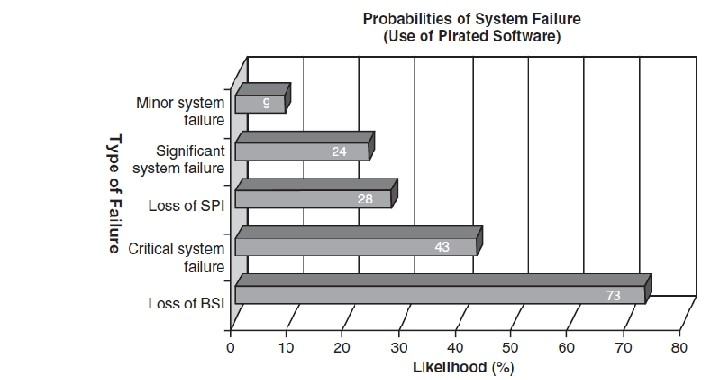 Probabilities of System Failure
(Use of Pirated Software)
Type of Failure
Minor system
failure
9
Significant
system failure
24
Loss of SPI
28
Critical system
failure
43
Loss of BSI
73
0 10 20 30 40 50 60 70 80
Likelihood (%)